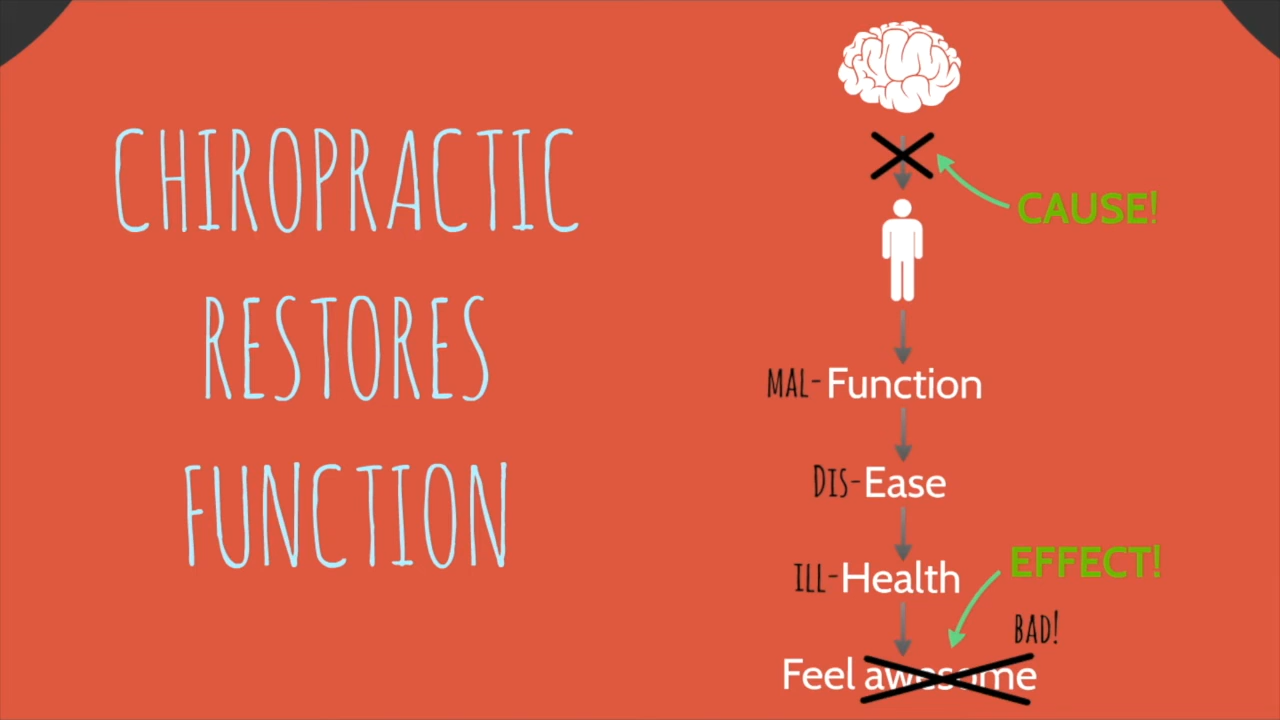 CHIROPRACTIC
RESTORES
FUNCTION
CAUSE!
MAL-Function
DIS-Ease
ILL-Health
EFFECT!
BAD!
Feel awesome